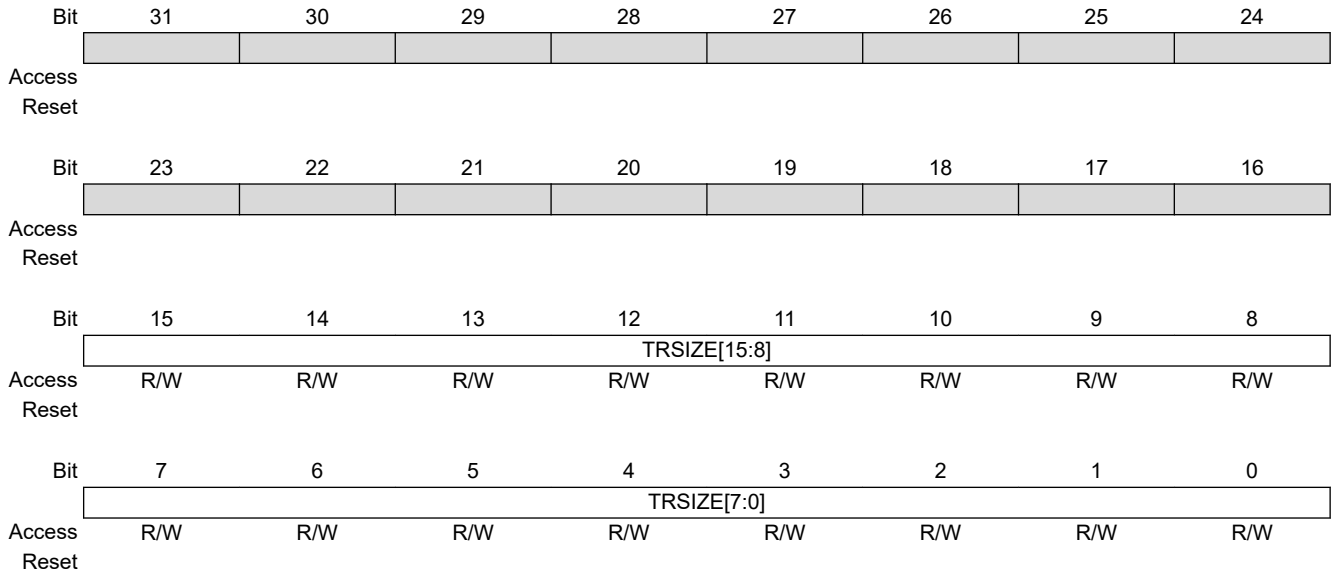 Bit 31 30 29 28 27 26 25 24
Access
Reset
Bit 23 22 21 20 19 18 17 16
Access
Reset
Bit 15 14 13 12 11 10 9 8
TRSIZE[15:8]
Access R/W R/W R/W R/W R/W R/W R/W R/W
Reset
Bit 7 6 5 4 3 2 1 0
TRSIZE[7:0]
Access R/W R/W R/W R/W R/W R/W R/W R/W
Reset